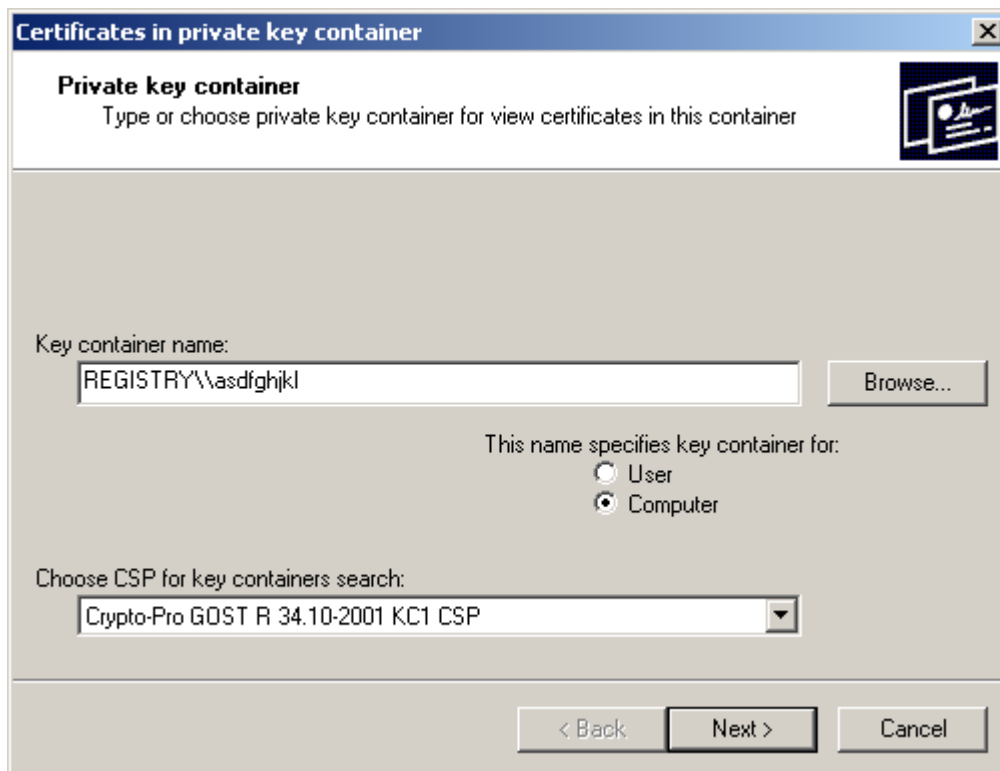 Certificates in private key container
Private key container
Type or choose private key container for view certificates in this container
Key container name:
REGISTRY\\asdfghjkl
Browse...
This name specifies key container for:
User
Computer
Choose CSP for key containers search:
Crypto-Pro GOST R 34.10-2001 KC1 CSP
< Back
Next >
Cancel